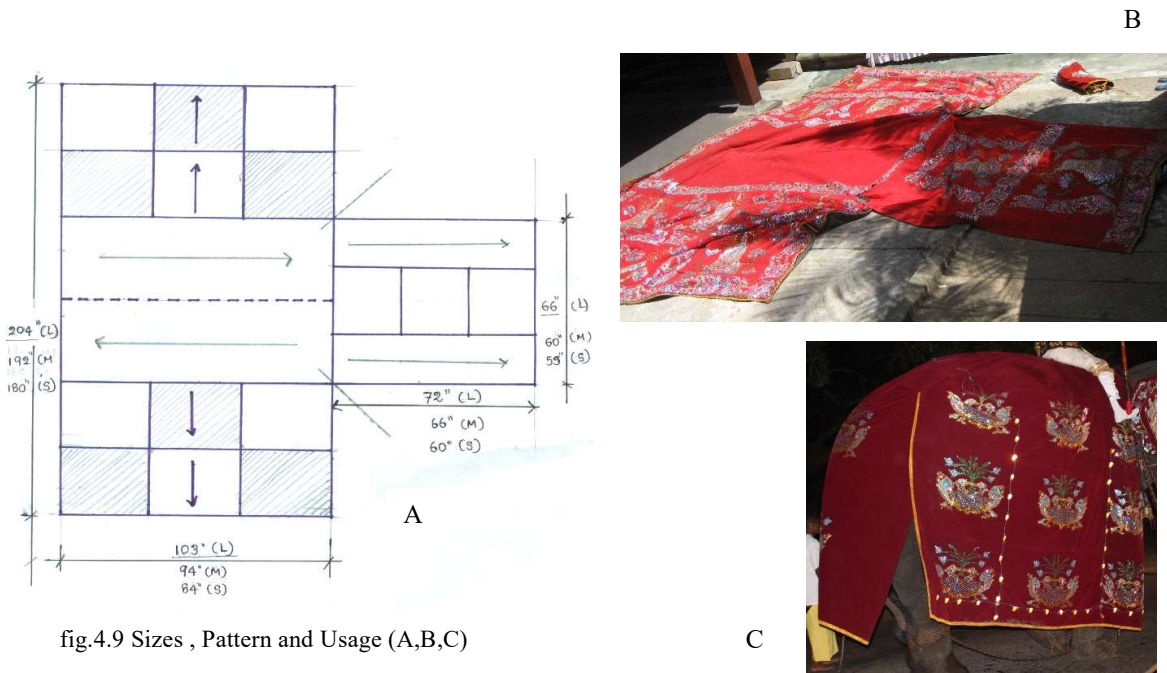 B
204" (L)
192" (M
180" (S)
66" (L)
60" (M)
55" (S)
72" (L)
66" (M)
60" (S)
A
103" (L)
94" (M)
84" (S)
fig.4.9 Sizes , Pattern and Usage (A,B,C)
C